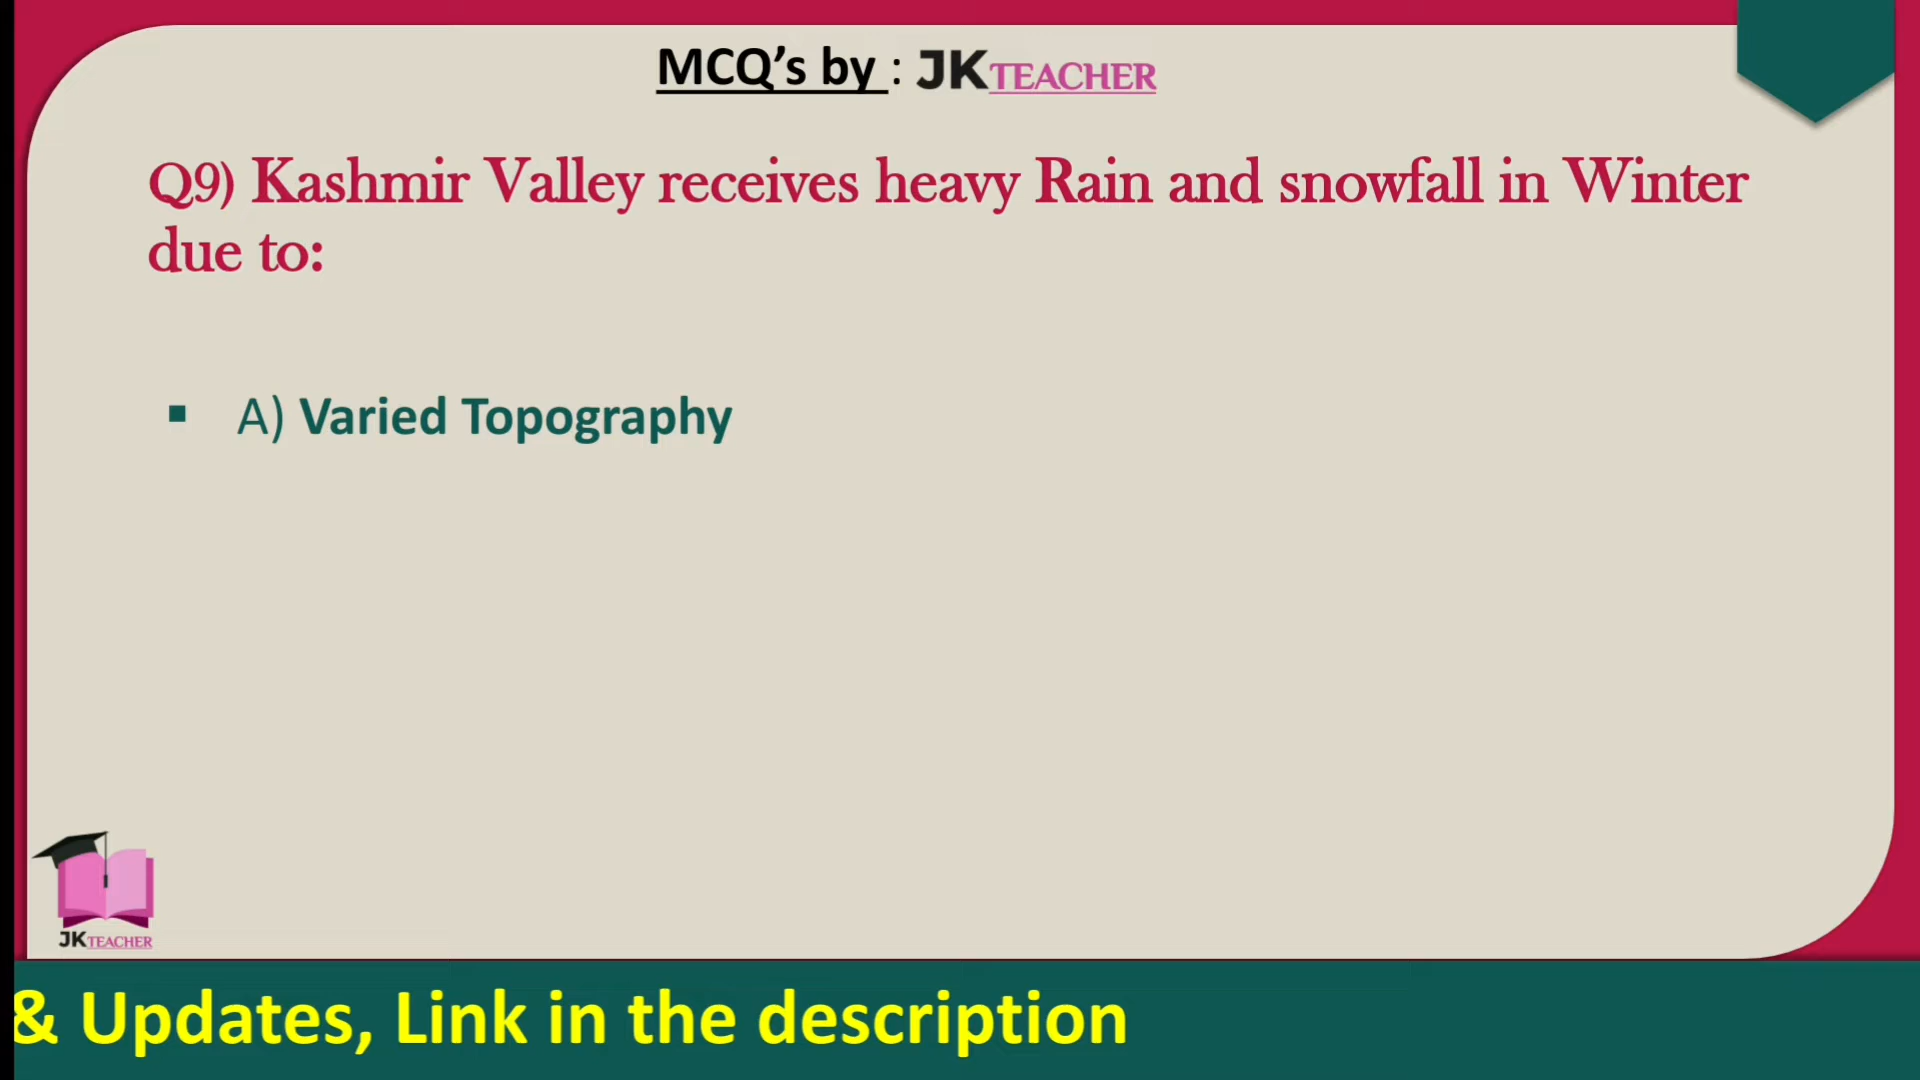 MCQ’s by : JKTEACHER
Q9) Kashmir Valley receives heavy Rain and snowfall in Winter
due to:
▪ A) Varied Topography
JKTEACHER
& Updates, Link in the description